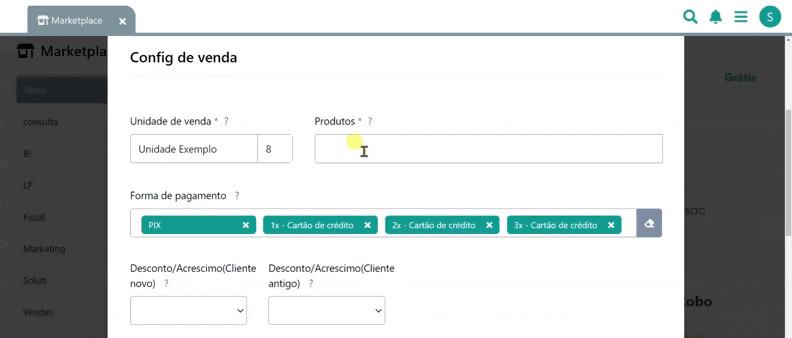 Marketplace
S
Marketpla
Config de venda
Grátis
Todos
Unidade de venda * ?
Produtos * ?
consulta
Unidade Exemplo
8
BI
LP
Forma de pagamento ?
Fiscal
PIX
1x - Cartão de crédito
2x - Cartão de crédito
3x - Cartão de crédito
sac
Marketing
Desconto/Acrescimo(Cliente
novo) ?
Desconto/Acrescimo(Cliente
antigo) ?
Soluti
obo
Vendas